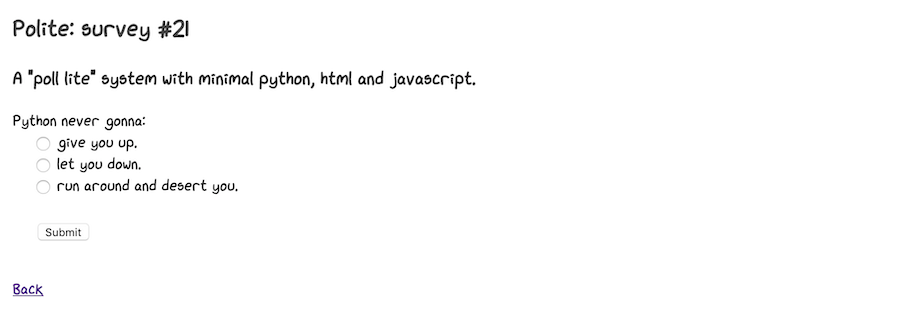 Polite: survey #21
A "poll lite" system with minimal python, html and javascript.
Python never gonna:
give you up.
let you down.
run around and desert you.
Submit
Back